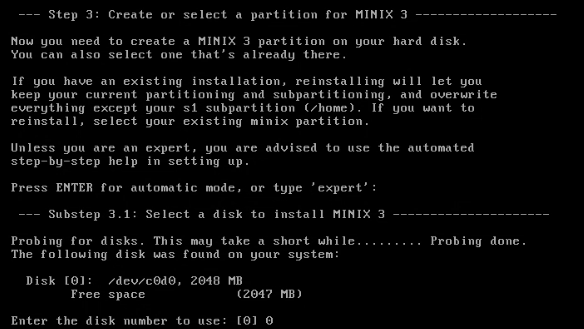 --- Step 3: Create or select a partition for MINIX 3 -------------------
Now you need to create a MINIX 3 partition on your hard disk.
You can also select one that's already there.
If you have an existing installation, reinstalling will let you
keep your current partitioning and subpartitioning, and overwrite
everything except your s1 subpartition (/home). If you want to
reinstall, select your existing minix partition.
Unless you are an expert, you are advised to use the automated
step-by-step help in setting up.
Press ENTER for automatic mode, or type 'expert':
--- Substep 3.1: Select a disk to install MINIX 3 ---------------------
Probing for disks. This may take a short while......... Probing done.
The following disk was found on your system:
Disk [0]: /dev/c0d0, 2048 MB
Free space (2047 MB)
Enter the disk number to use: [0] 0